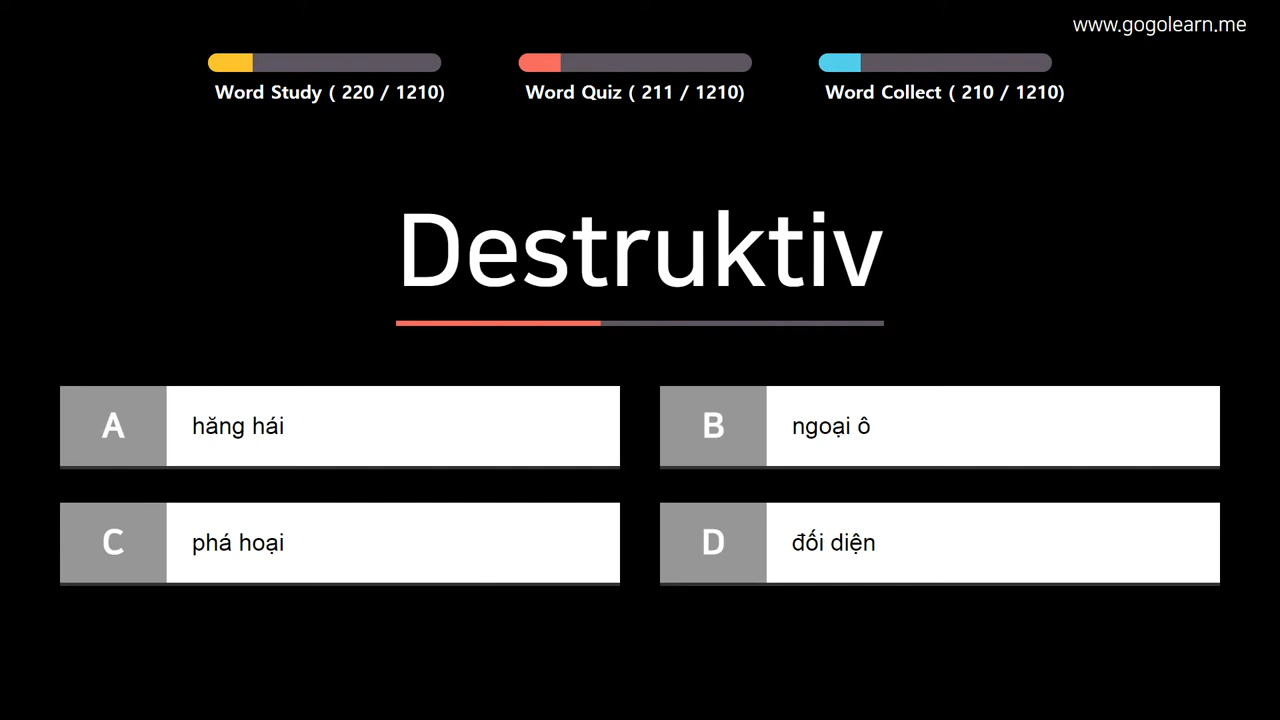 www.gogolearn.me
Word Study ( 220 / 1210)
Word Quiz ( 211 / 1210)
Word Collect ( 210 / 1210)
Destruktiv
A hăng hái
B ngoại ô
C phá hoại
D đối diện